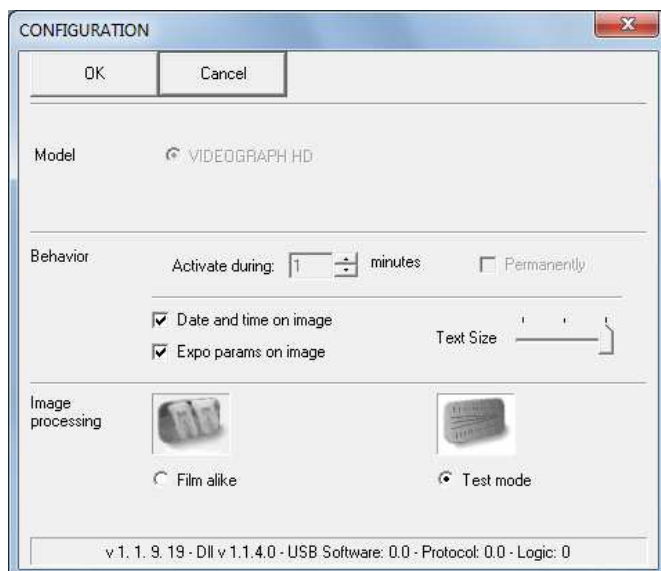 CONFIGURATION
OK Cancel
Model VIDEOGRAPH HD
Behavior Activate during: 1 minutes Permanently
Date and time on image
Text Size
Expo params on image
Image
processing
Film alike Test mode
v 1. 1. 9. 19 - Dll v 1.1.4.0 - USB Software: 0.0 - Protocol: 0.0 - Logic: 0